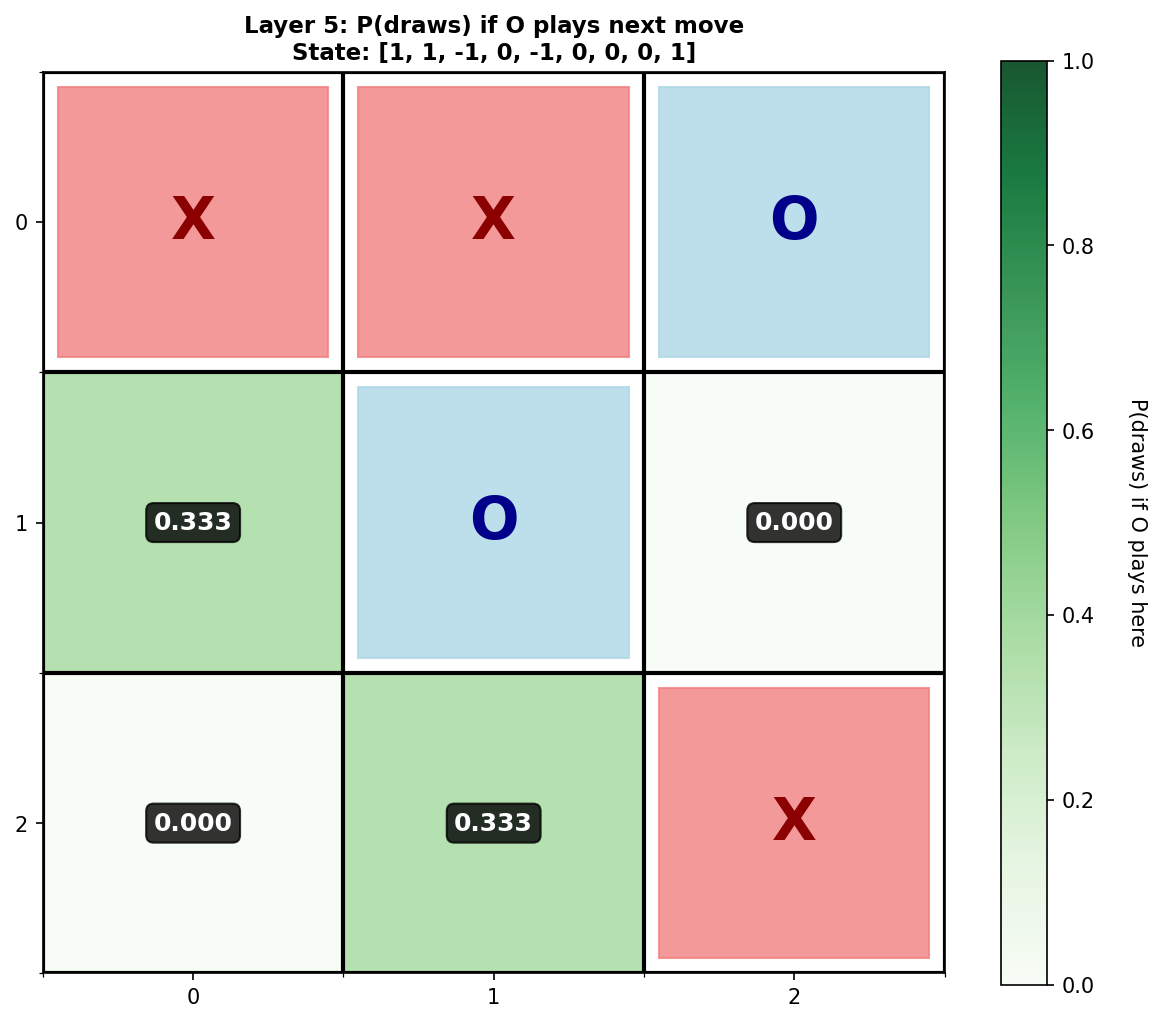 Layer 5: P(draws) if O plays next move
State: [1, 1, -1, 0, -1, 0, 0, 0, 1]
1.0
0
X
X
O
0.8
0.6
1
0.333
O
0.000
P(draws) if O plays here
0.4
0.2
2
0.000
0.333
X
0.0
0
1
2